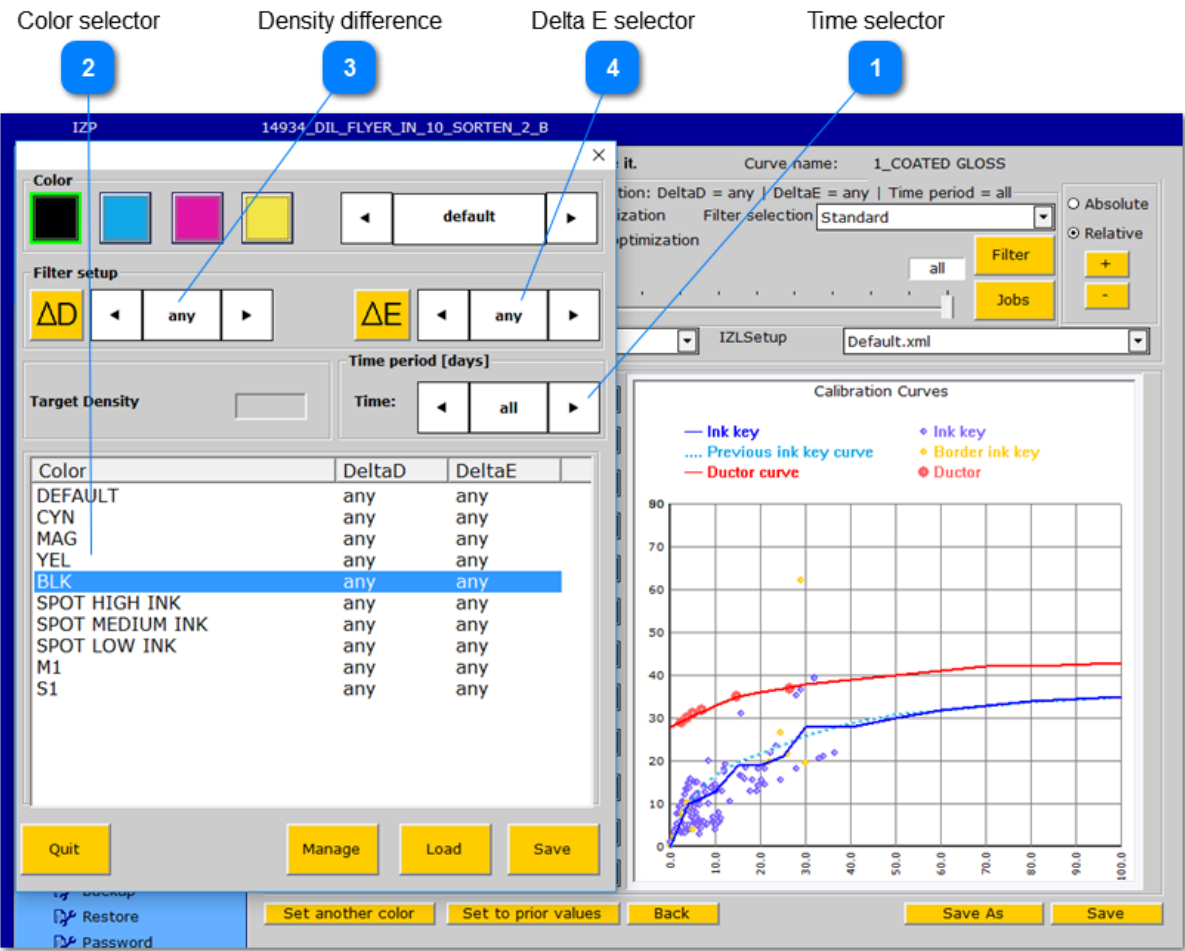 Color selector
Density difference
Delta E selector
Time selector
2
3
4
1
IZP
14934_DIL_FLYER_IN_10_SORTEN_2_B
Color
default
Filter setup
ΔD
any
ΔE
any
Target Density
Time period [days]
Time:
all
Color DeltaD DeltaE
DEFAULT any any
CYN any any
MAG any any
YEL any any
BLK any any
SPOT HIGH INK any any
SPOT MEDIUM INK any any
SPOT LOW INK any any
M1 any any
S1 any any
Quit
Manage
Load
Save
it.
Curve name: 1_COATED GLOSS
DeltaD = any | DeltaE = any | Time period = all
Filter selection
Standard
all
Filter
Jobs
Absolute
Relative
+
-
IZLSetup
Default.xml
Calibration Curves
Ink key
Ink key
.... Previous ink key curve
Border ink key
Ductor curve
Ductor
80
70
60
50
40
30
20
10
0
0.0
10.0
20.0
30.0
40.0
50.0
60.0
70.0
80.0
90.0
100.0
Backup
Restore
Password
Set another color
Set to prior values
Back
Save As
Save